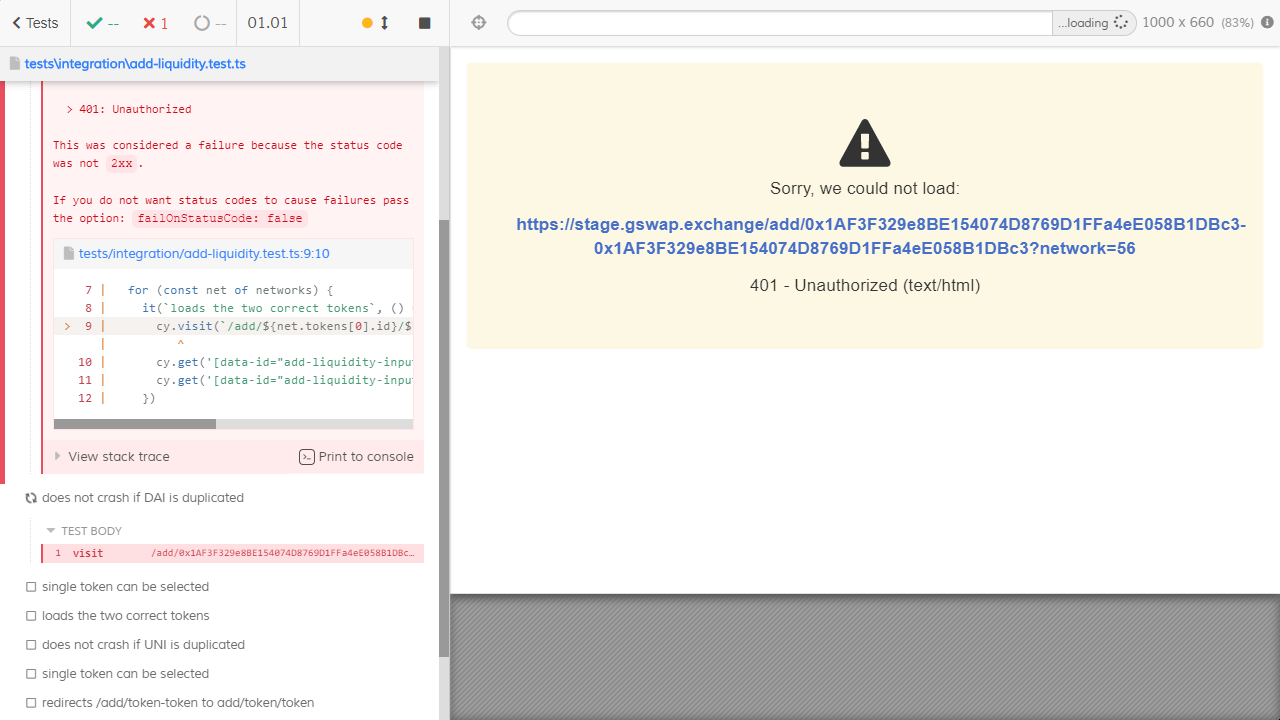 Tests
--
1
--
01.01
...loading
1000 x 660 (83%)
tests\integration\add-liquidity.test.ts
> 401: Unauthorized
This was considered a failure because the status code
was not 2xx.
If you do not want status codes to cause failures pass
the option: failOnStatusCode: false
tests/integration/add-liquidity.test.ts:9:10
7 | for (const net of networks) {
8 | it(`loads the two correct tokens`, ()
> 9 | cy.visit(`/add/${net.tokens[0].id}/$
| ^
10 | cy.get('[data-id="add-liquidity-inpu
11 | cy.get('[data-id="add-liquidity-inpu
12 | })
View stack trace
Print to console
does not crash if DAI is duplicated
TEST BODY
1 visit /add/0x1AF3F329e8BE154074D8769D1FFa4eE058B1DBc...
single token can be selected
loads the two correct tokens
does not crash if UNI is duplicated
single token can be selected
redirects /add/token-token to add/token/token
Sorry, we could not load:
https://stage.gswap.exchange/add/0x1AF3F329e8BE154074D8769D1FFa4eE058B1DBc3-
0x1AF3F329e8BE154074D8769D1FFa4eE058B1DBc3?network=56
401 - Unauthorized (text/html)